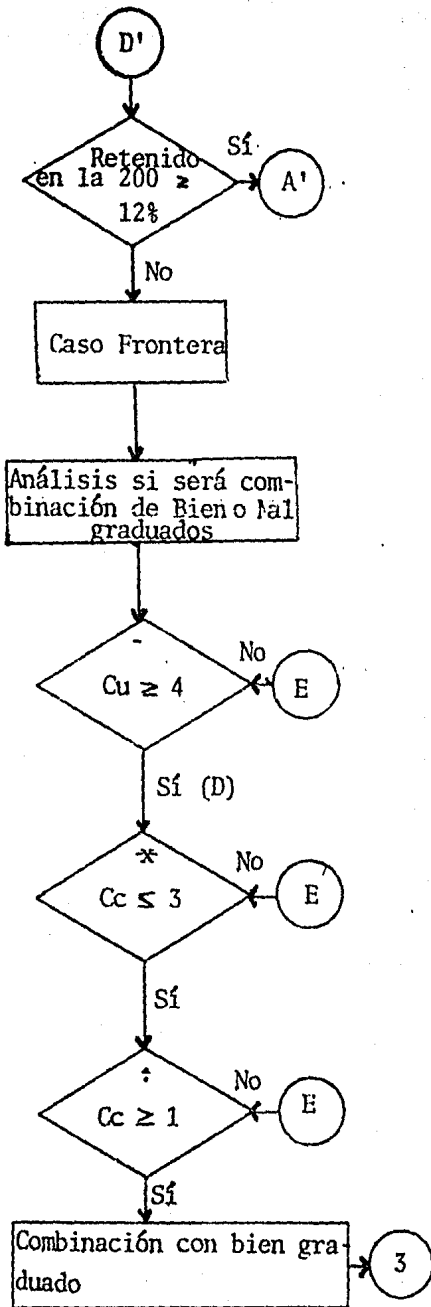 D'
Retenido
Sí
en la 200 ≥
A'
12%
No
Caso Frontera
Análisis si será com-
binación de Bien o Mal
graduados
No
Cu ≥ 4
E
Sí (D)
No
Cc ≤ 3
E
Sí
No
Cc ≥ 1
E
Sí
Combinación con bien gra-
duado
3